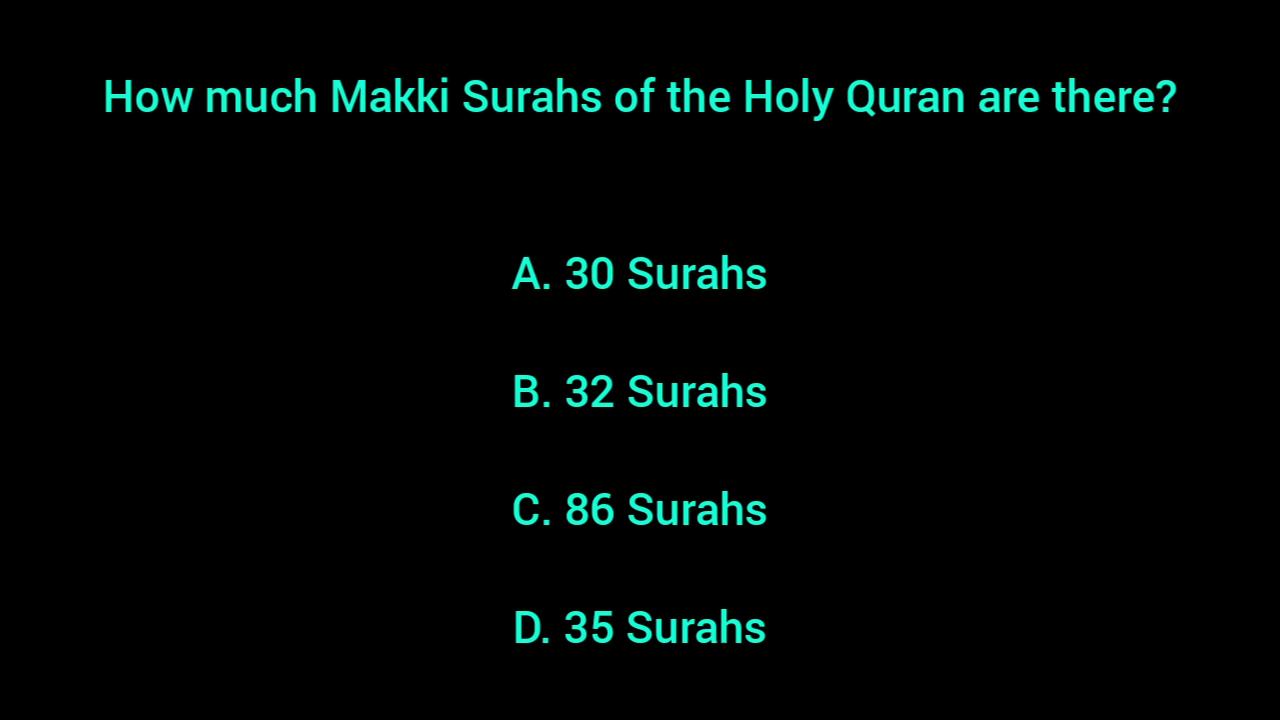 How much Makki Surahs of the Holy Quran are there?
A. 30 Surahs
B. 32 Surahs
C. 86 Surahs
D. 35 Surahs